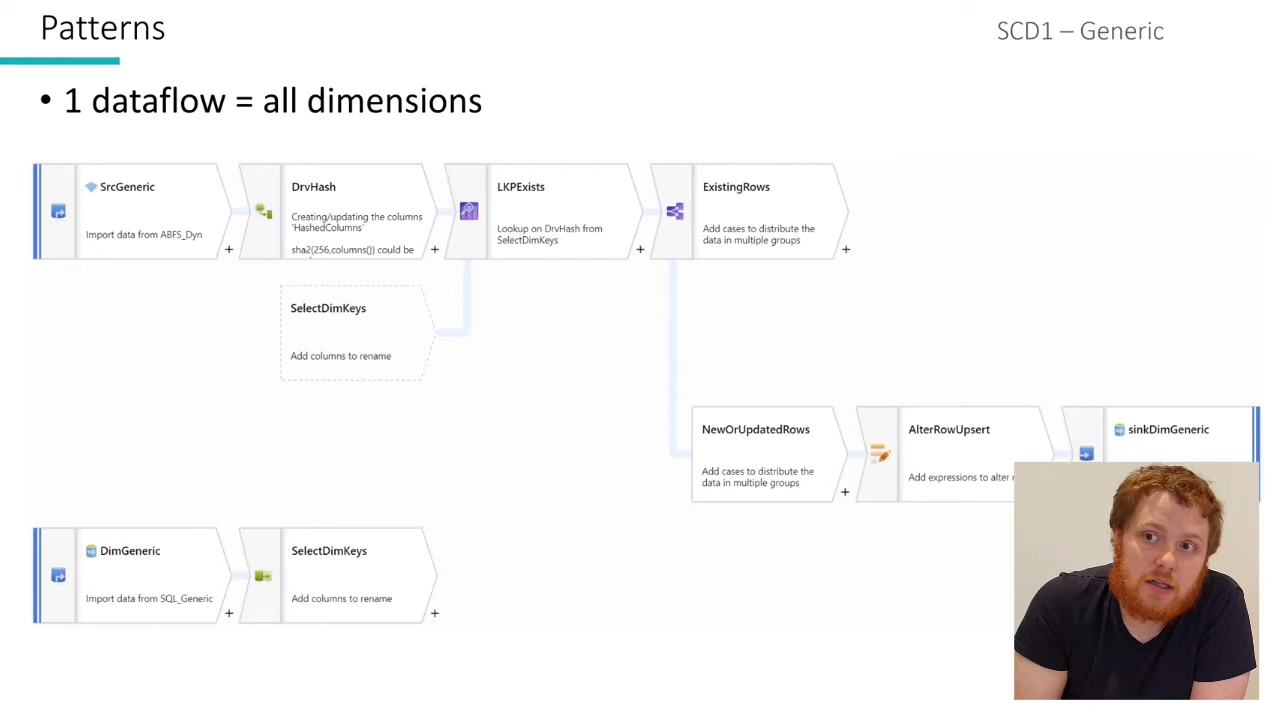 Patterns
SCD1 – Generic
• 1 dataflow = all dimensions
SrcGeneric
Import data from ABFS_Dyn
+
DrvHash
Creating/updating the columns
'HashedColumns'
sha2(256,columns()) could be
+
LKPExists
Lookup on DrvHash from
SelectDimKeys
+
ExistingRows
Add cases to distribute the
data in multiple groups
+
SelectDimKeys
Add columns to rename
NewOrUpdatedRows
Add cases to distribute the
data in multiple groups
+
AlterRowUpsert
Add expressions to alter
sinkDimGeneric
DimGeneric
Import data from SQL_Generic
+
SelectDimKeys
Add columns to rename
+